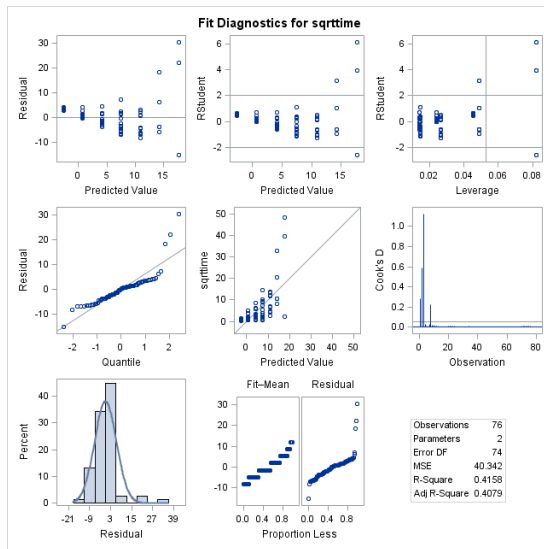 Fit Diagnostics for sqrttime
30
20
10
0
-10
Residual
0 5 10 15
Predicted Value
6
4
2
0
-2
RStudent
0 5 10 15
Predicted Value
6
4
2
0
-2
RStudent
0.02 0.04 0.06 0.08
Leverage
30
20
10
0
-10
Residual
-2 -1 0 1 2
Quantile
50
40
30
20
10
0
sqrttime
0 10 20 30 40 50
Predicted Value
1.0
0.8
0.6
0.4
0.2
0.0
Cook's D
0 20 40 60 80
Observation
40
30
20
10
0
Percent
-21 -9 3 15 27 39
Residual
Fit–Mean Residual
30
20
10
0
-10
0.0 0.4 0.8 0.0 0.4 0.8
Proportion Less
Observations 76
Parameters 2
Error DF 74
MSE 40.342
R-Square 0.4158
Adj R-Square 0.4079